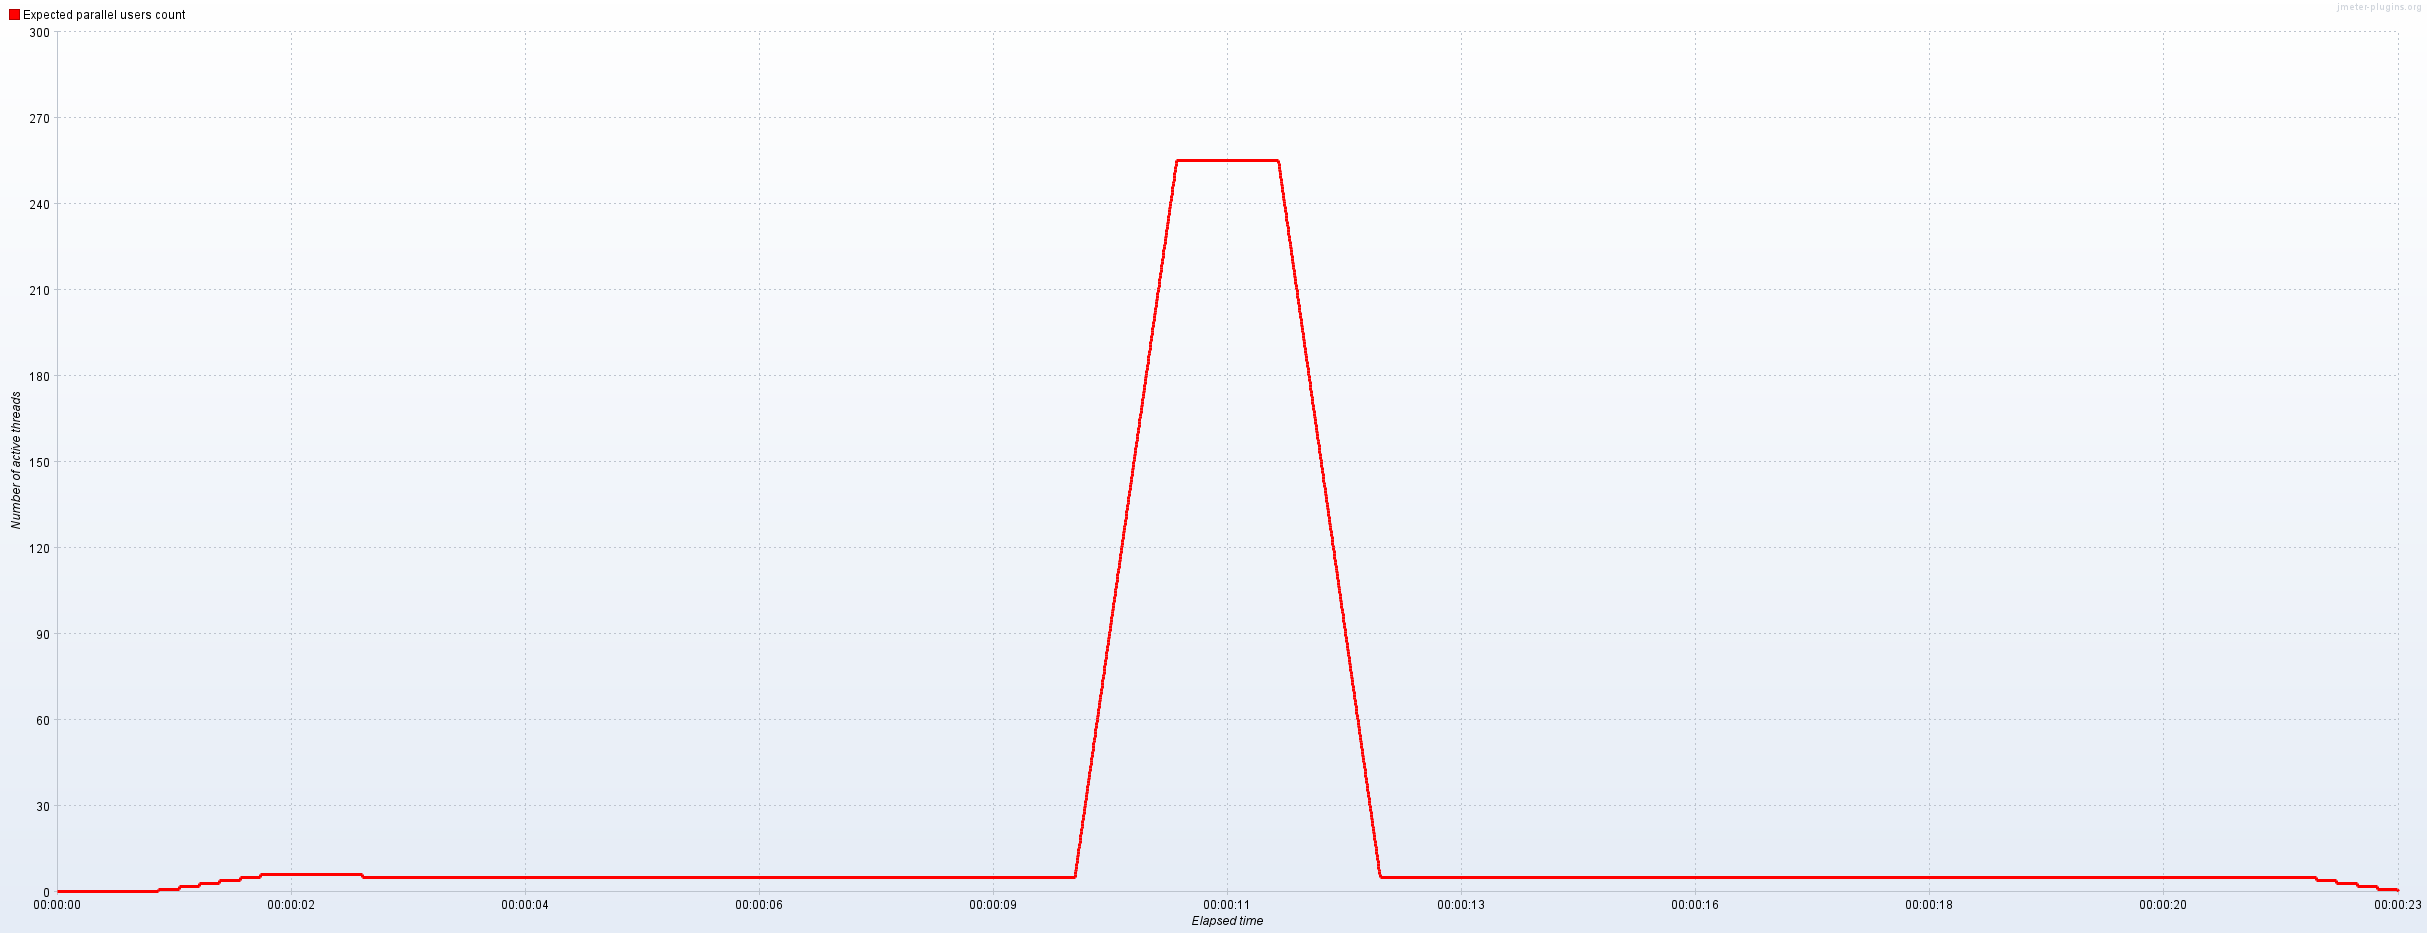 Expected parallel users count
jmeter-plugins.org
300
270
240
210
180
150
120
90
60
30
0
Number of active threads
00:00:00 00:00:02 00:00:04 00:00:06 00:00:09 00:00:11 00:00:13 00:00:16 00:00:18 00:00:20 00:00:23
Elapsed time